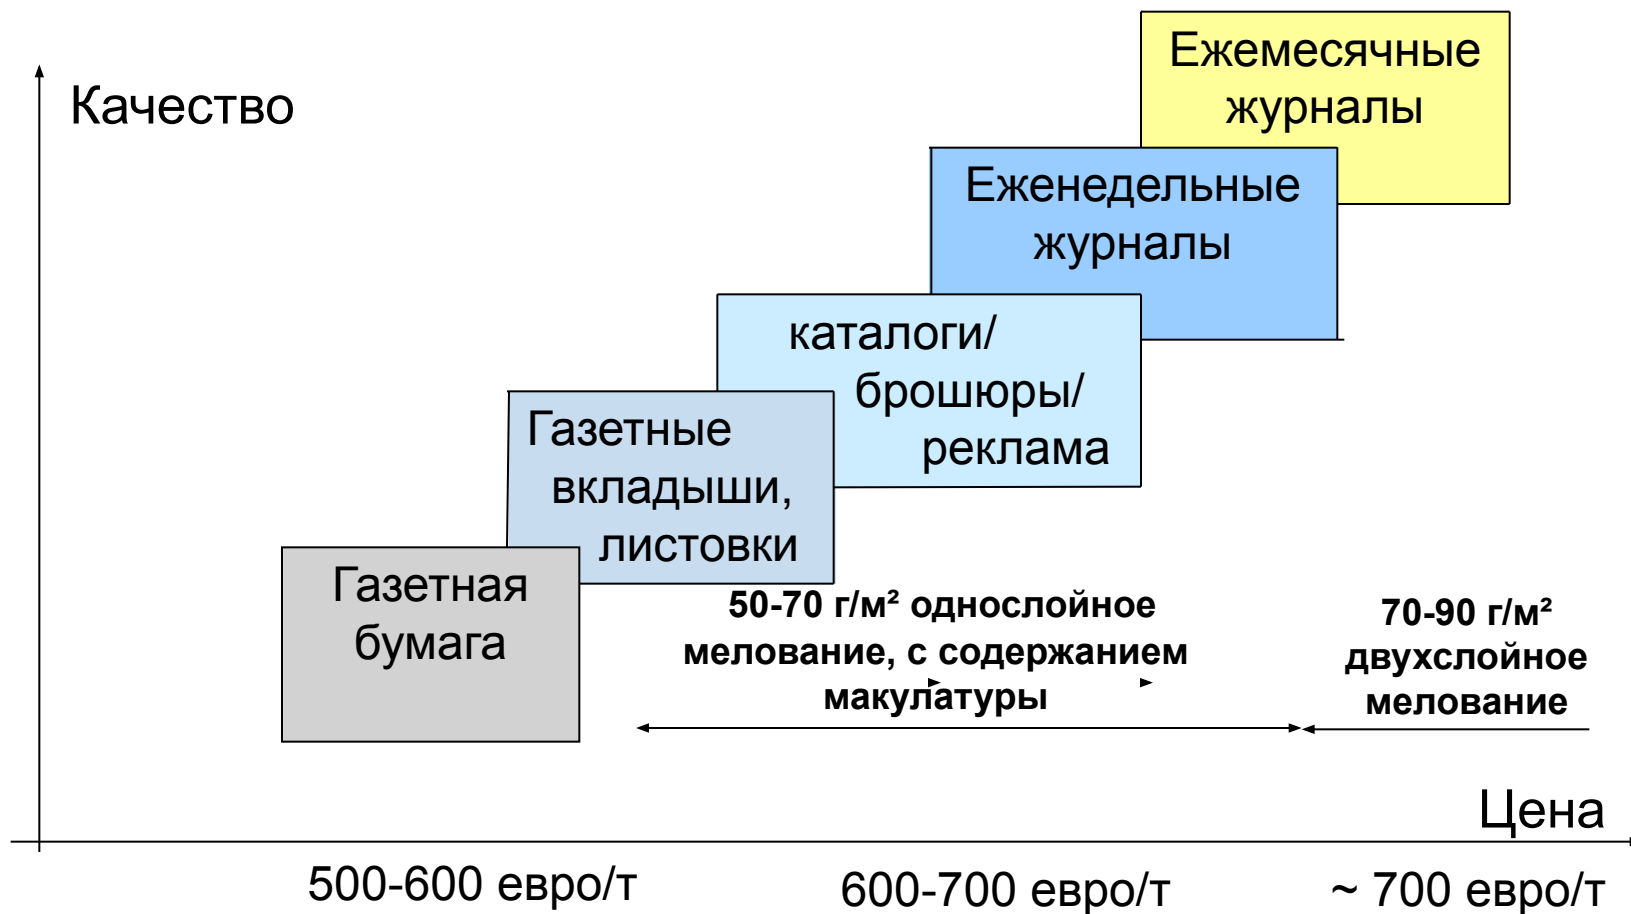 Качество
Ежемесячные
журналы
Еженедельные
журналы
каталоги/
брошюры/
реклама
Газетные
вкладыши,
листовки
Газетная
бумага
50-70 г/м² однослойное
мелование, с содержанием
макулатуры
70-90 г/м²
двухслойное
мелование
Цена
500-600 евро/т
600-700 евро/т
~ 700 евро/т